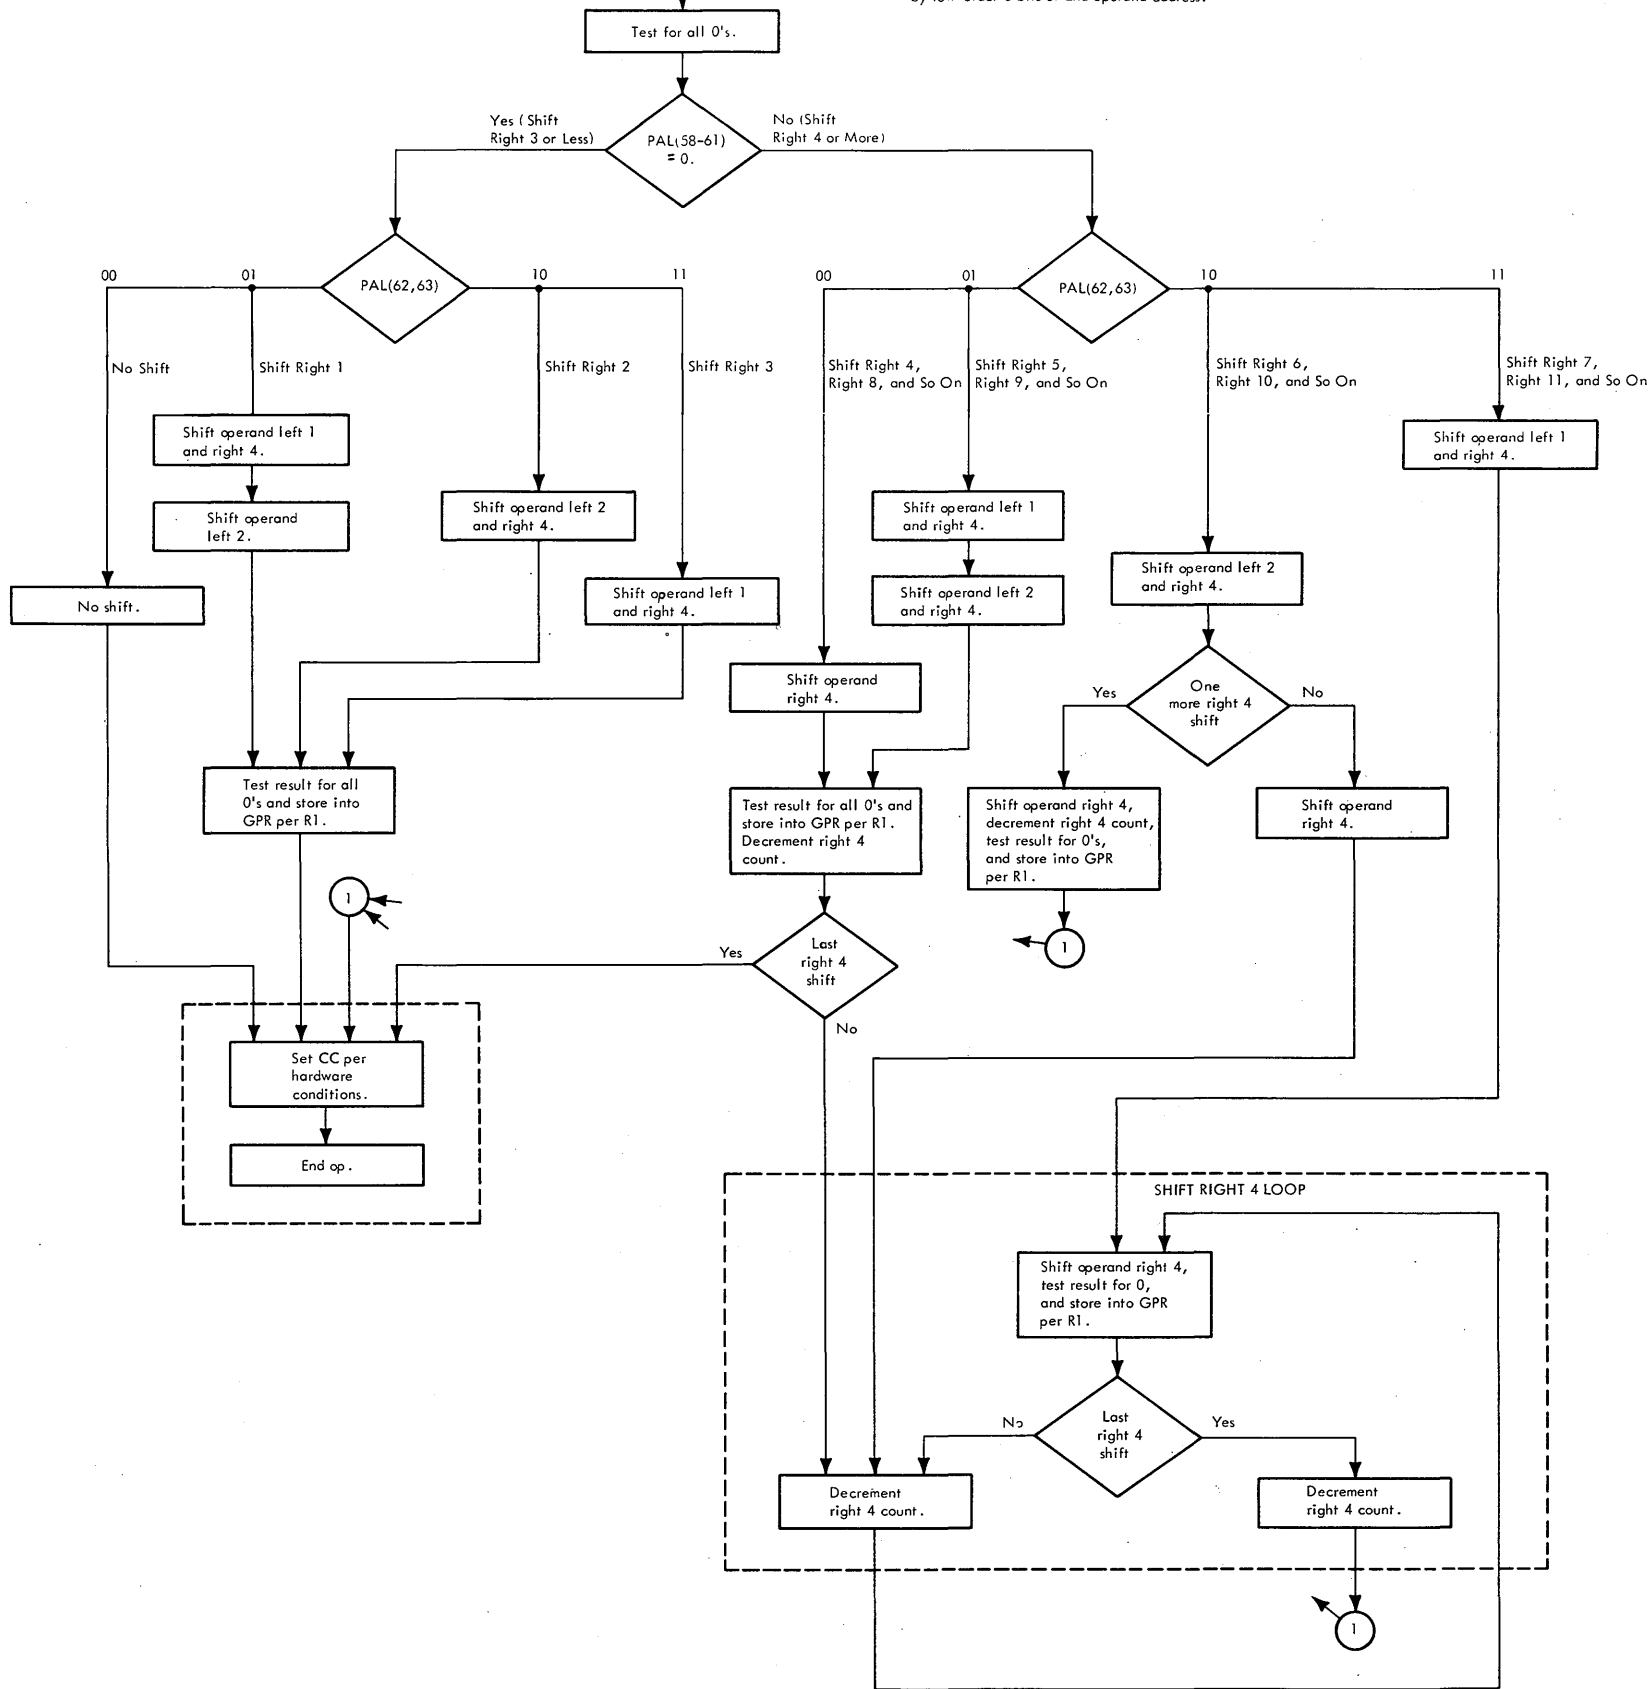 Test for all 0's.
Yes (Shift
Right 3 or Less)
No (Shift
Right 4 or More)
PAL(58-61)
= 0.
00
01
PAL(62,63)
10
11
00
01
PAL(62,63)
10
11
No Shift
Shift Right 1
Shift Right 2
Shift Right 3
Shift Right 4,
Right 8, and So On
Shift Right 5,
Right 9, and So On
Shift Right 6,
Right 10, and So On
Shift Right 7,
Right 11, and So On
Shift operand left 1
and right 4.
Shift operand left 1
and right 4.
Shift operand
left 2.
Shift operand left 2
and right 4.
Shift operand left 1
and right 4.
Shift operand left 2
and right 4.
No shift.
Shift operand left 1
and right 4.
Shift operand left 2
and right 4.
Shift operand
right 4.
Yes
One
more right 4
shift
No
Test result for all
0's and store into
GPR per R1.
Test result for all 0's and
store into GPR per R1.
Decrement right 4
count.
Shift operand right 4,
decrement right 4 count,
test result for 0's,
and store into GPR
per R1.
Shift operand
right 4.
1
1
Yes
Last
right 4
shift
No
Set CC per
hardware
conditions.
End op.
SHIFT RIGHT 4 LOOP
Shift operand right 4,
test result for 0,
and store into GPR
per R1.
No
Last
right 4
shift
Yes
Decrement
right 4 count.
Decrement
right 4 count.
1